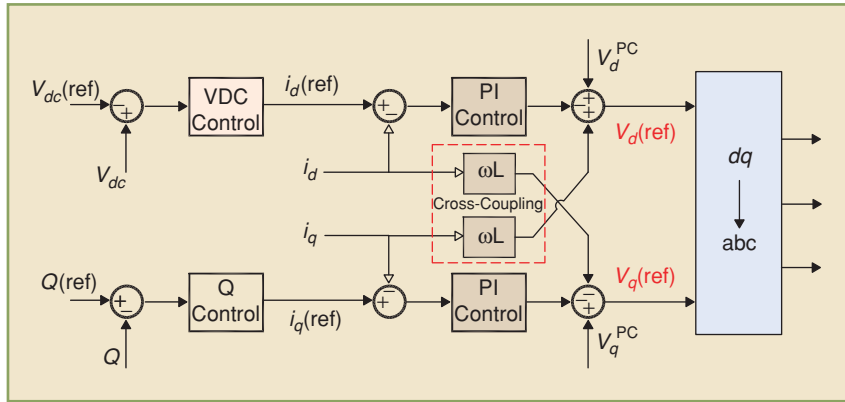 V_d^PC
V_dc(ref)
VDC
Control
i_d(ref)
PI
Control
V_d(ref)
V_dc
i_d
ωL
Cross-Coupling
i_q
ωL
dq
abc
Q(ref)
Q
Control
i_q(ref)
PI
Control
V_q(ref)
Q
V_q^PC